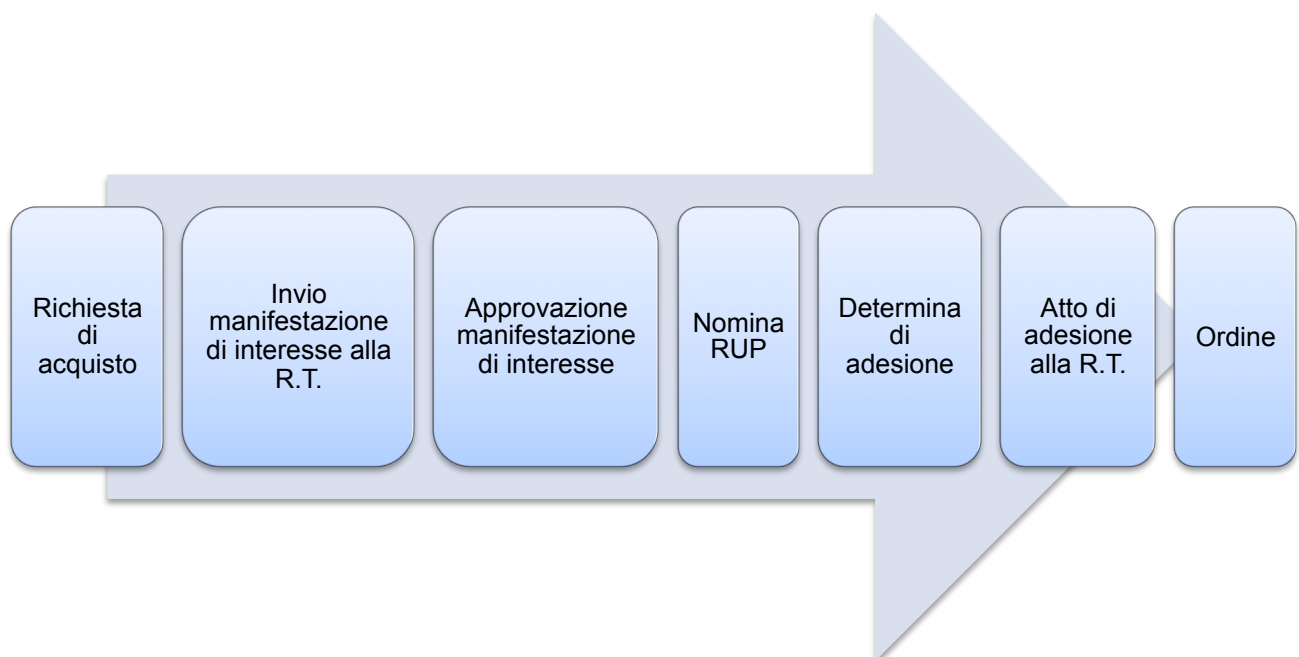 Richiesta
di
acquisto
Invio
manifestazione
di interesse alla
R.T.
Approvazione
manifestazione
di interesse
Nomina
RUP
Determina
di
adesione
Atto di
adesione
alla R.T.
Ordine